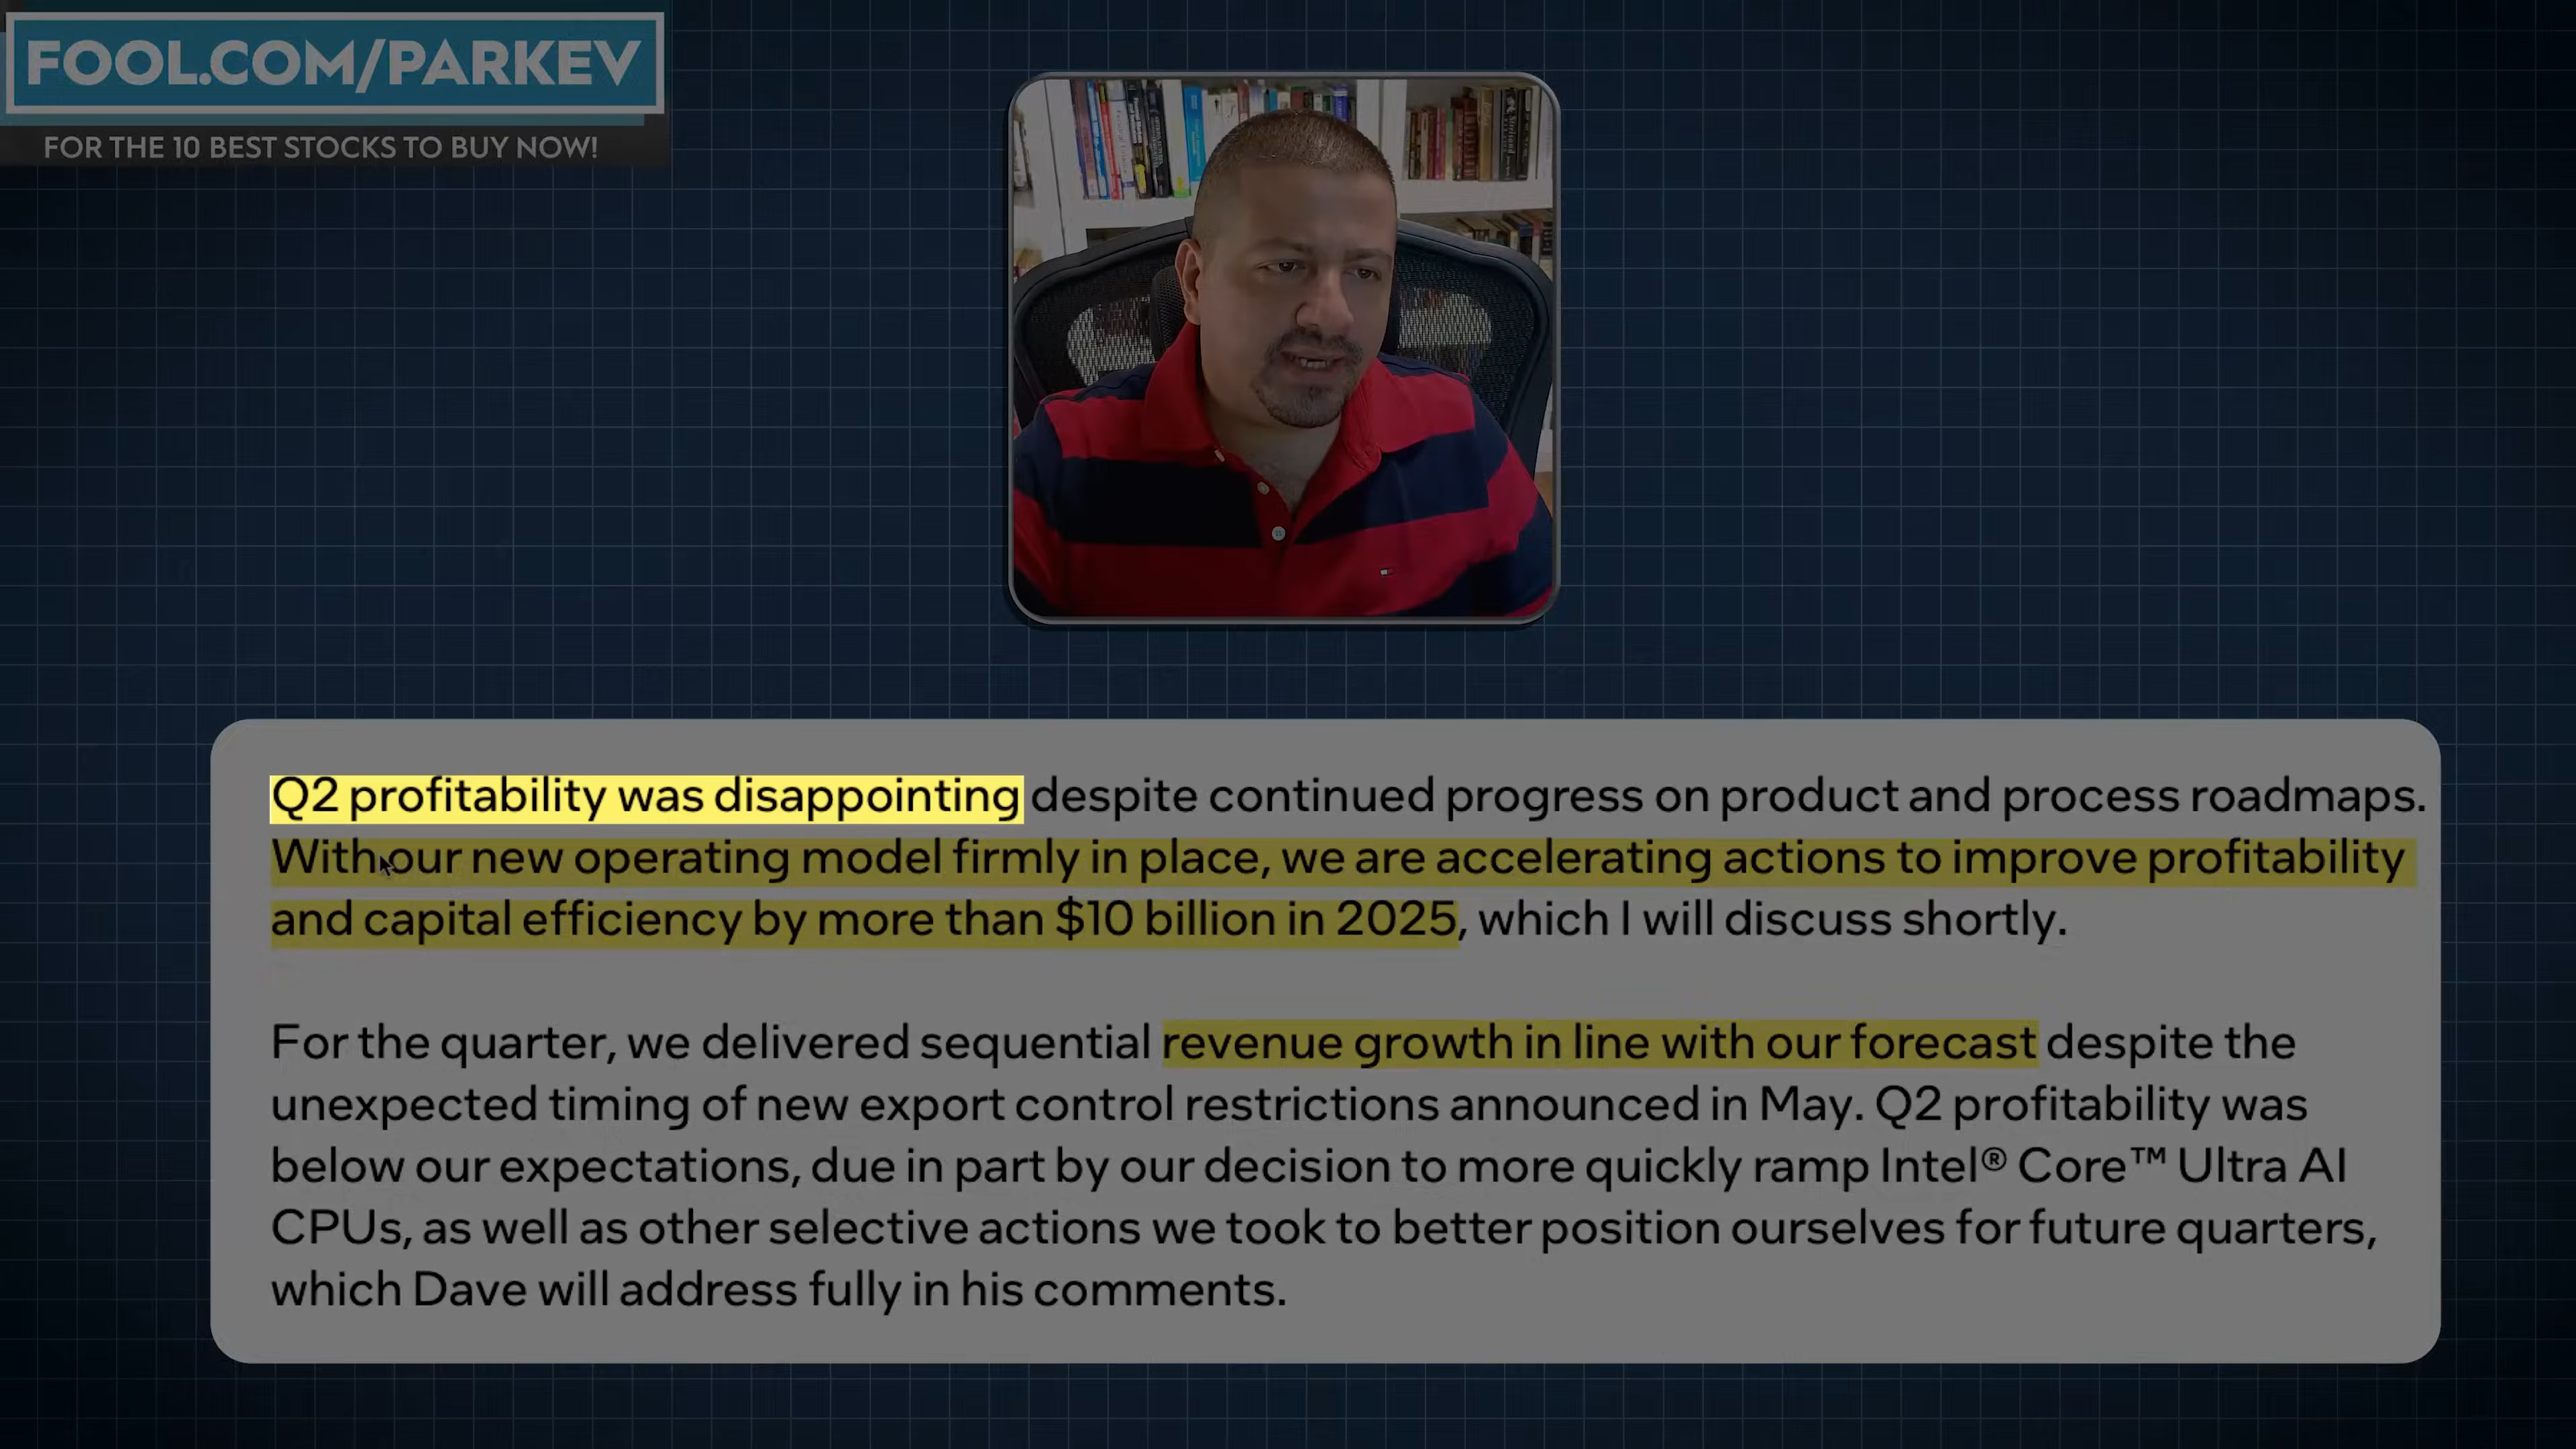 FOOL.COM/PARKEV
FOR THE 10 BEST STOCKS TO BUY NOW!
Q2 profitability was disappointing despite continued progress on product and process roadmaps.
With our new operating model firmly in place, we are accelerating actions to improve profitability
and capital efficiency by more than $10 billion in 2025, which I will discuss shortly.
For the quarter, we delivered sequential revenue growth in line with our forecast despite the
unexpected timing of new export control restrictions announced in May. Q2 profitability was
below our expectations, due in part by our decision to more quickly ramp Intel® Core™ Ultra AI
CPUs, as well as other selective actions we took to better position ourselves for future quarters,
which Dave will address fully in his comments.